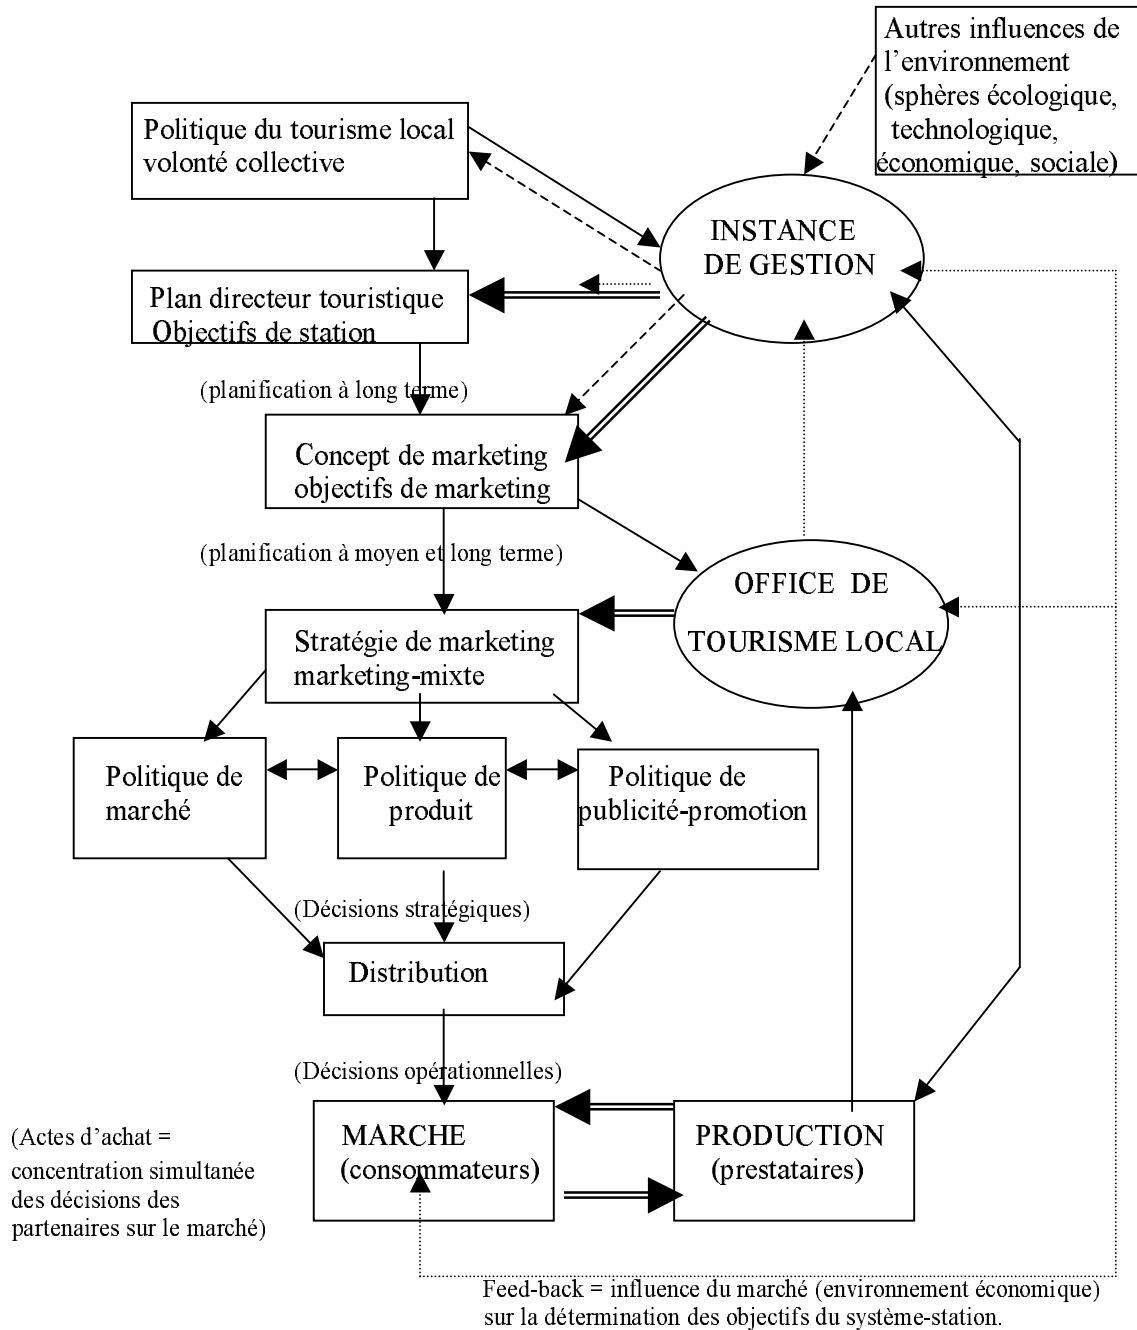 Autres influences de
l'environnement
(sphères écologique,
technologique,
économique, sociale)
Politique du tourisme local
volonté collective
INSTANCE
DE GESTION
Plan directeur touristique
Objectifs de station
(planification à long terme)
Concept de marketing
objectifs de marketing
(planification à moyen et long terme)
OFFICE DE
TOURISME LOCAL
Stratégie de marketing
marketing-mixte
Politique de
marché
Politique de
produit
Politique de
publicité-promotion
(Décisions stratégiques)
Distribution
(Décisions opérationnelles)
MARCHE
(consommateurs)
PRODUCTION
(prestataires)
(Actes d'achat =
concentration simultanée
des décisions des
partenaires sur le marché)
Feed-back = influence du marché (environnement économique)
sur la détermination des objectifs du système-station.